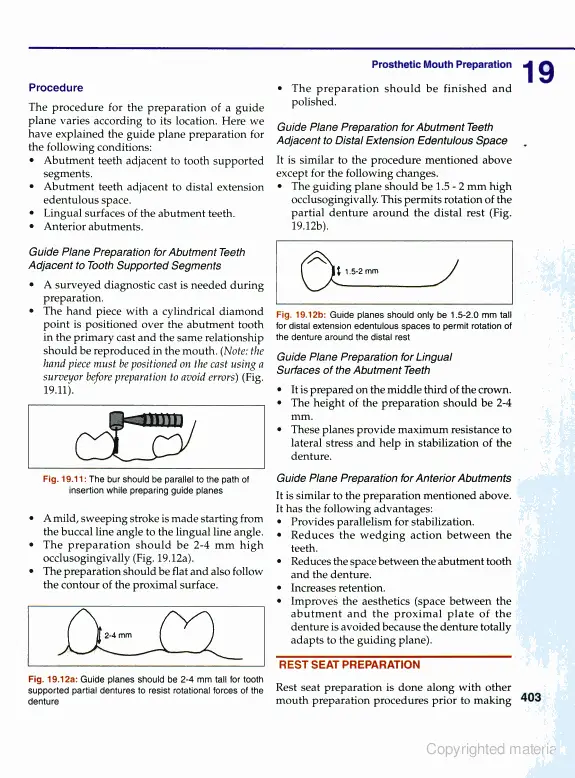 Prosthetic Mouth Preparation 19
Procedure
The procedure for the preparation of a guide
plane varies according to its location. Here we
have explained the guide plane preparation for
the following conditions:
• Abutment teeth adjacent to tooth supported
segments.
• Abutment teeth adjacent to distal extension
edentulous space.
• Lingual surfaces of the abutment teeth.
• Anterior abutments.
Guide Plane Preparation for Abutment Teeth
Adjacent to Tooth Supported Segments
• A surveyed diagnostic cast is needed during
preparation.
• The hand piece with a cylindrical diamond
point is positioned over the abutment tooth
in the primary cast and the same relationship
should be reproduced in the mouth. (Note: the
hand piece must be positioned on the cast using a
surveyor before preparation to avoid errors) (Fig.
19.11).
Fig. 19.11: The bur should be parallel to the path of
insertion while preparing guide planes
• A mild, sweeping stroke is made starting from
the buccal line angle to the lingual line angle.
• The preparation should be 2-4 mm high
occlusogingivally (Fig. 19.12a).
• The preparation should be flat and also follow
the contour of the proximal surface.
2-4 mm
Fig. 19.12a: Guide planes should be 2-4 mm tall for tooth
supported partial dentures to resist rotational forces of the
denture
• The preparation should be finished and
polished.
Guide Plane Preparation for Abutment Teeth
Adjacent to Distal Extension Edentulous Space
It is similar to the procedure mentioned above
except for the following changes.
• The guiding plane should be 1.5 - 2 mm high
occlusogingivally. This permits rotation of the
partial denture around the distal rest (Fig.
19.12b).
1.5-2 mm
Fig. 19.12b: Guide planes should only be 1.5-2.0 mm tall
for distal extension edentulous spaces to permit rotation of
the denture around the distal rest
Guide Plane Preparation for Lingual
Surfaces of the Abutment Teeth
• It is prepared on the middle third of the crown.
• The height of the preparation should be 2-4
mm.
• These planes provide maximum resistance to
lateral stress and help in stabilization of the
denture.
Guide Plane Preparation for Anterior Abutments
It is similar to the preparation mentioned above.
It has the following advantages:
• Provides parallelism for stabilization.
• Reduces the wedging action between the
teeth.
• Reduces the space between the abutment tooth
and the denture.
• Increases retention.
• Improves the aesthetics (space between the
abutment and the proximal plate of the
denture is avoided because the denture totally
adapts to the guiding plane).
REST SEAT PREPARATION
Rest seat preparation is done along with other
mouth preparation procedures prior to making
403
Copyrighted materia